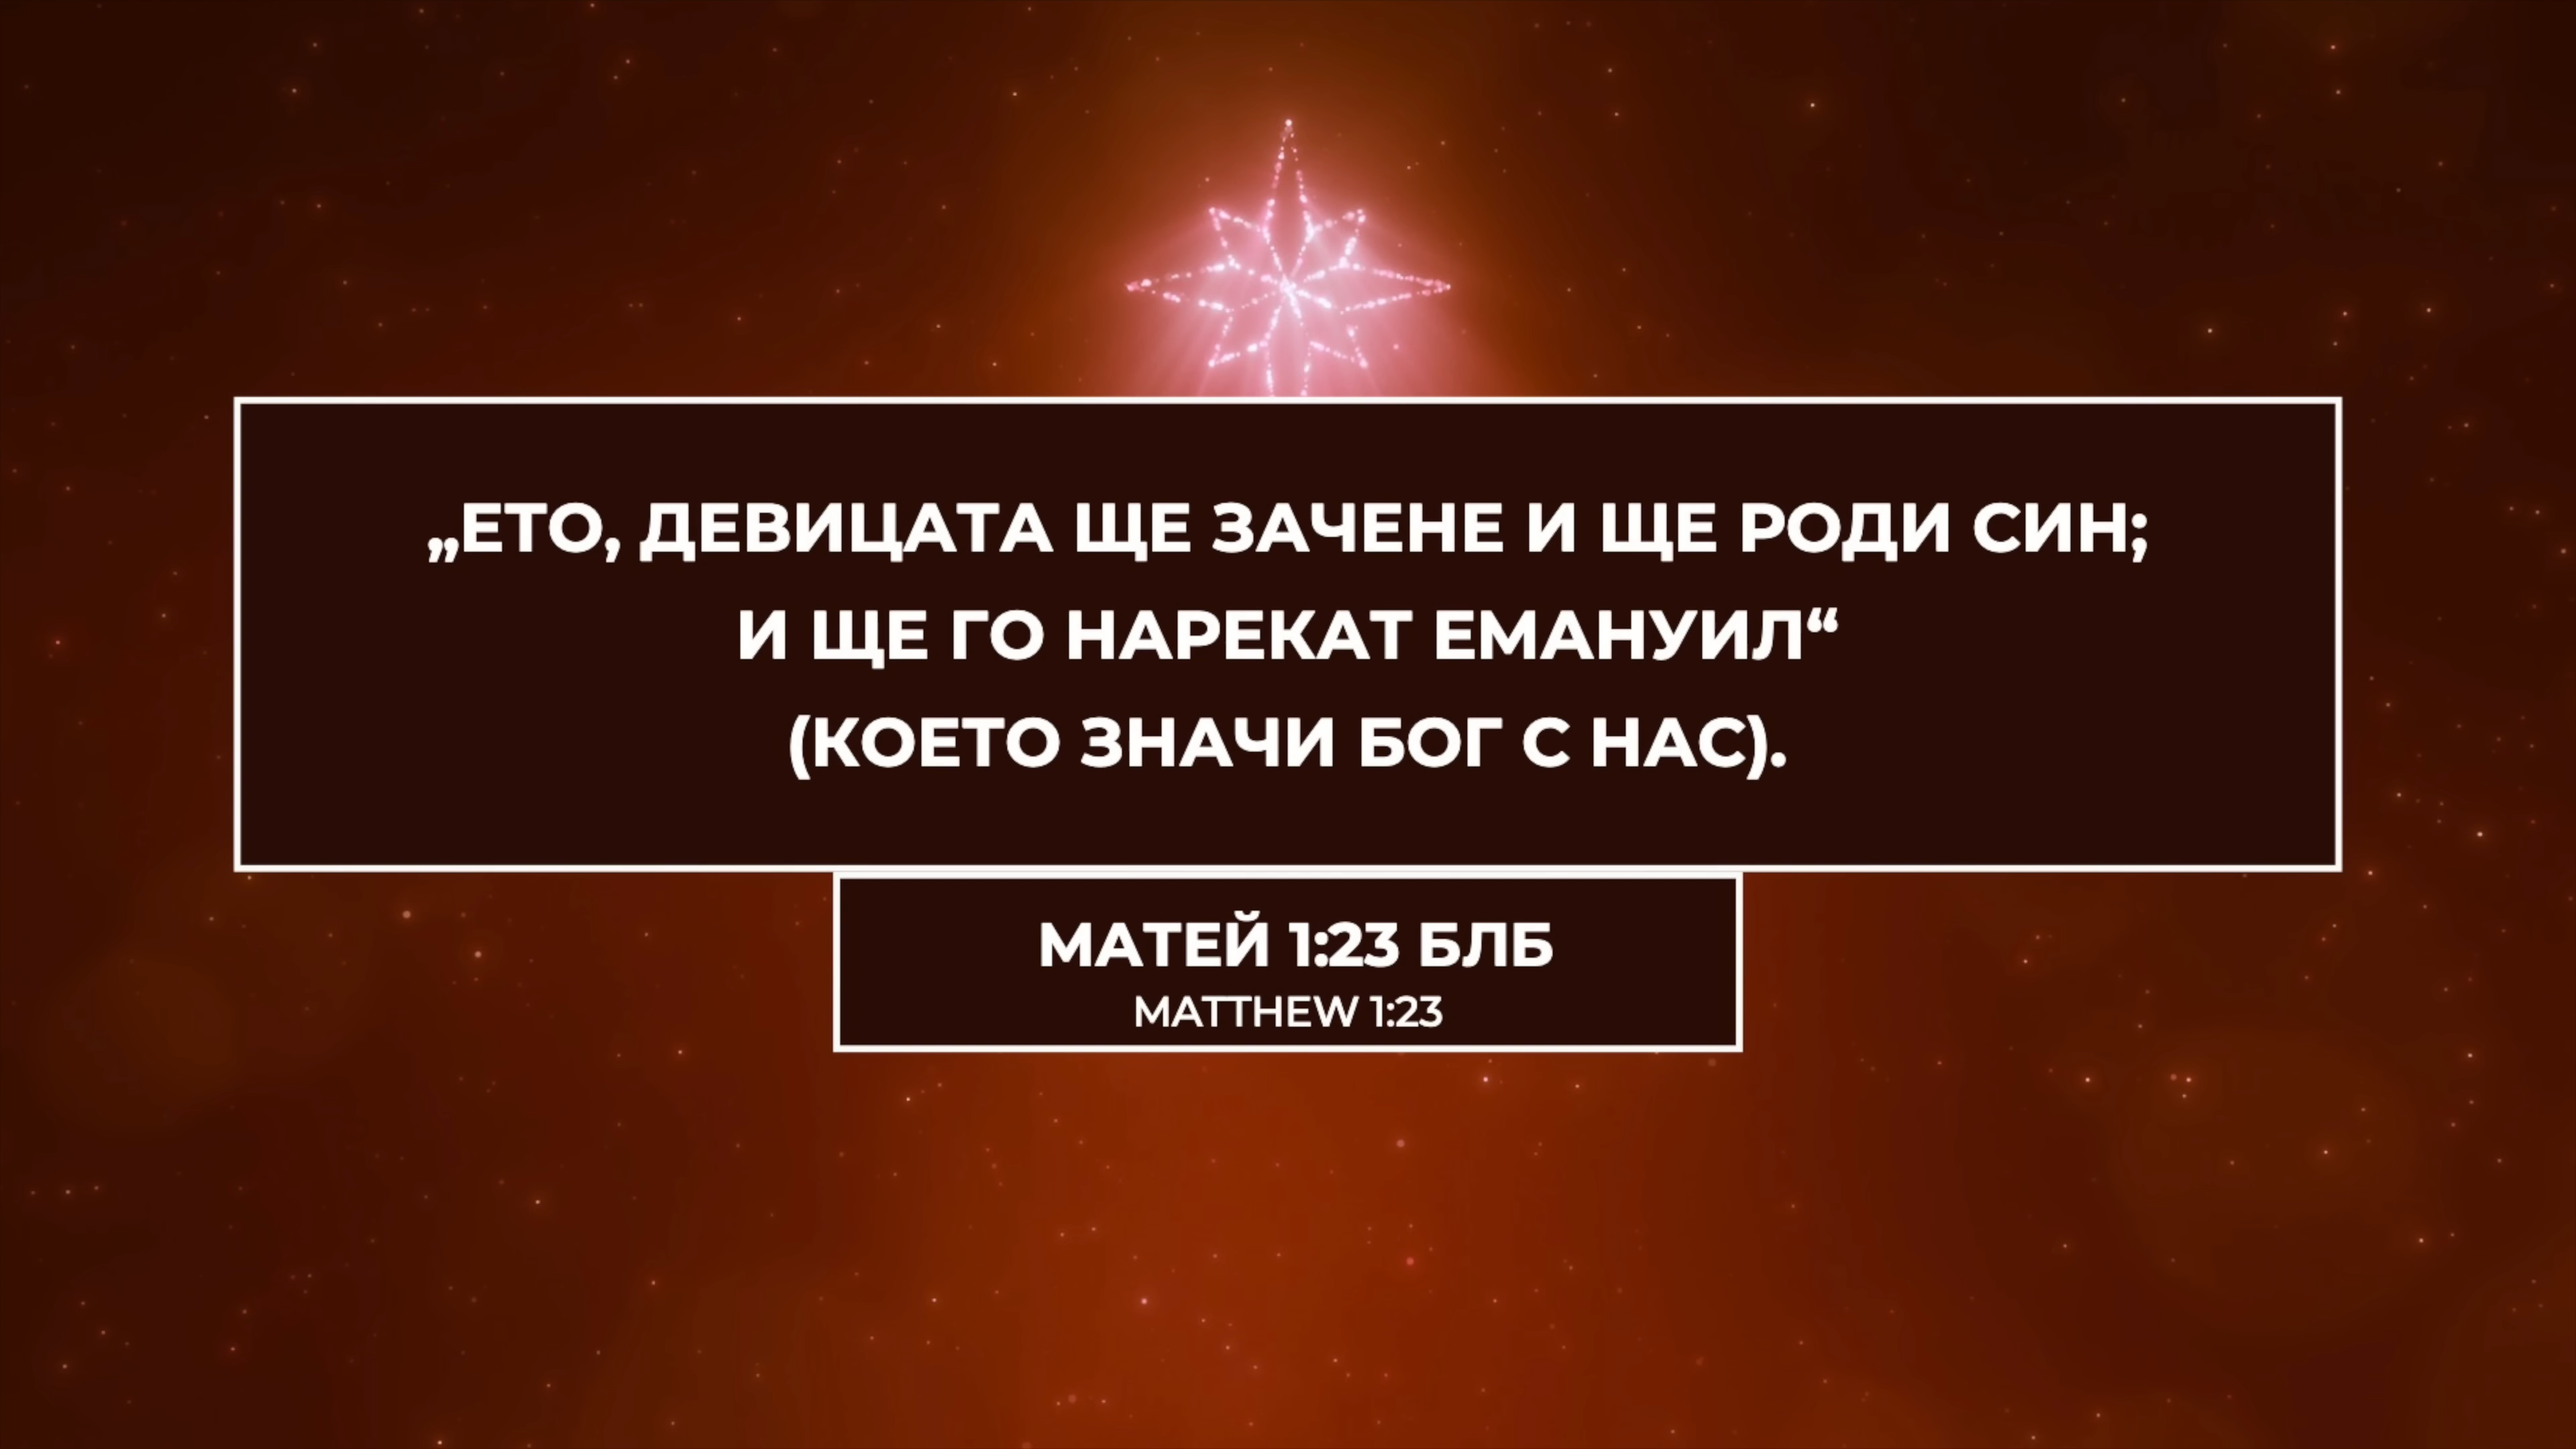 „ЕТО, ДЕВИЦАТА ЩЕ ЗАЧЕНЕ И ЩЕ РОДИ СИН;
И ЩЕ ГО НАРЕКАТ ЕМАНУИЛ“
(КОЕТО ЗНАЧИ БОГ С НАС).
МАТЕЙ 1:23 БЛБ
MATTHEW 1:23